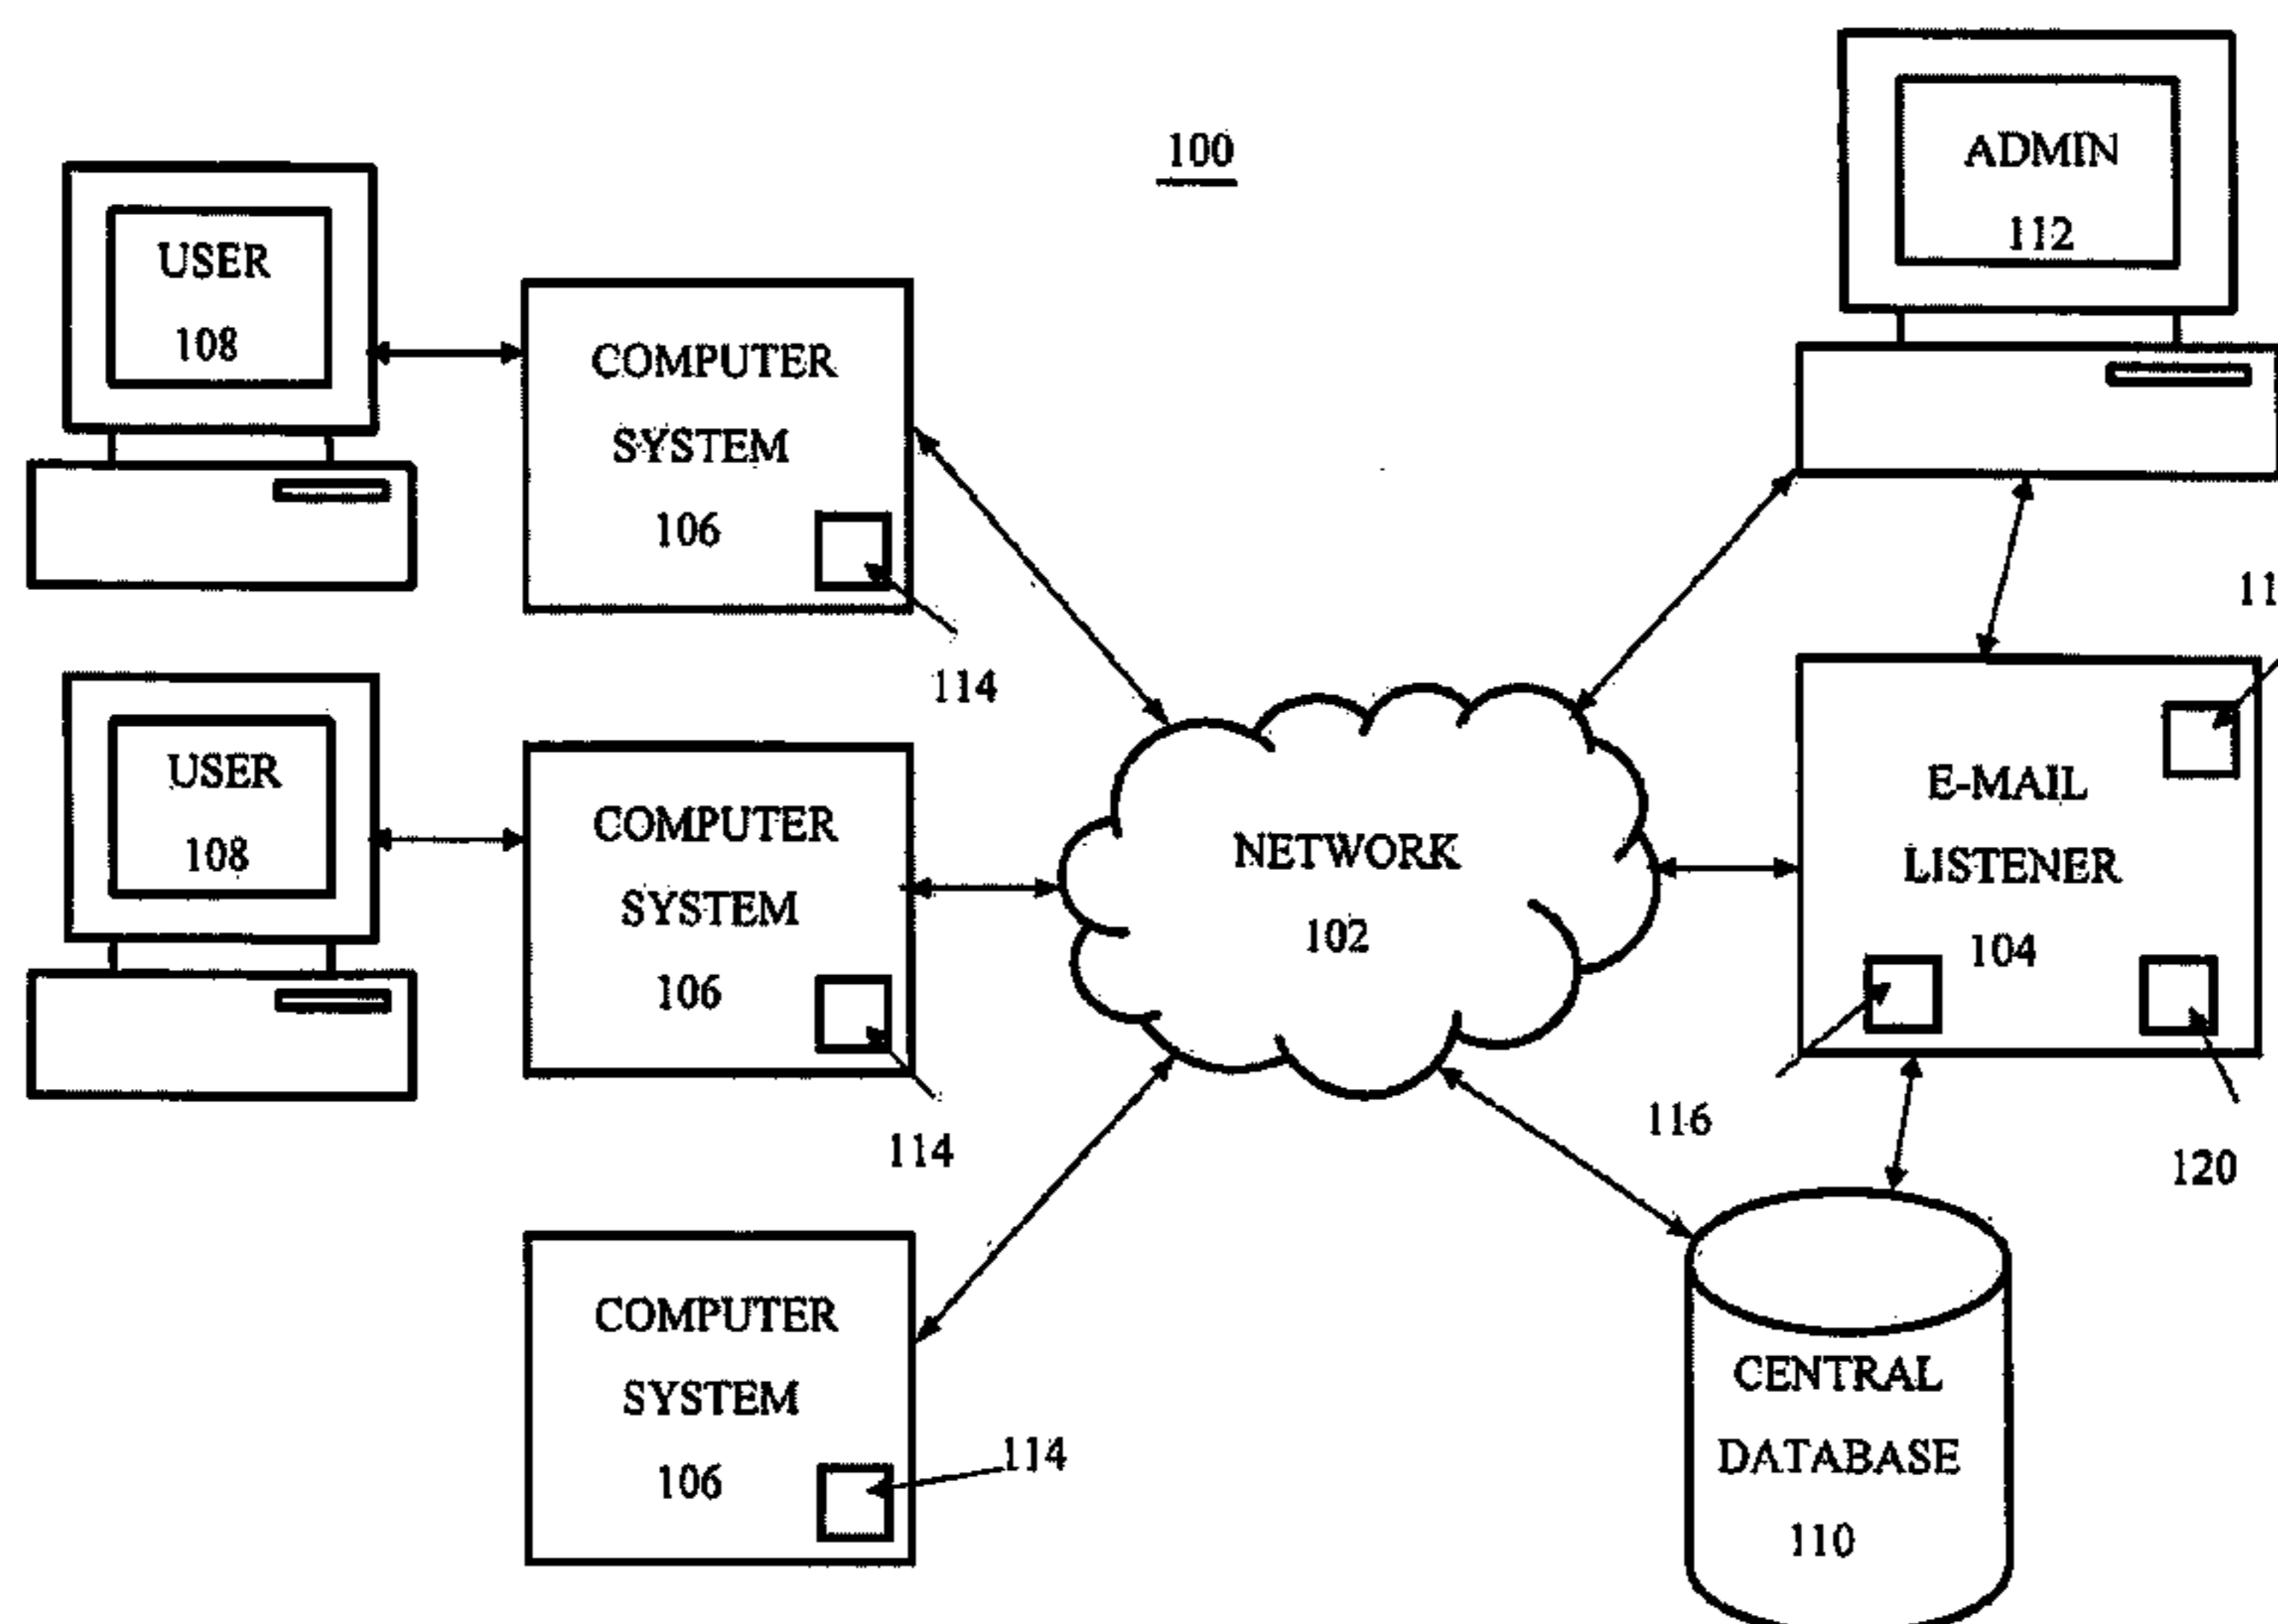 100
ADMIN
112
USER
108
COMPUTER
SYSTEM
106
114
11
USER
108
COMPUTER
SYSTEM
106
114
NETWORK
102
E-MAIL
LISTENER
104
116
120
COMPUTER
SYSTEM
106
114
CENTRAL
DATABASE
110